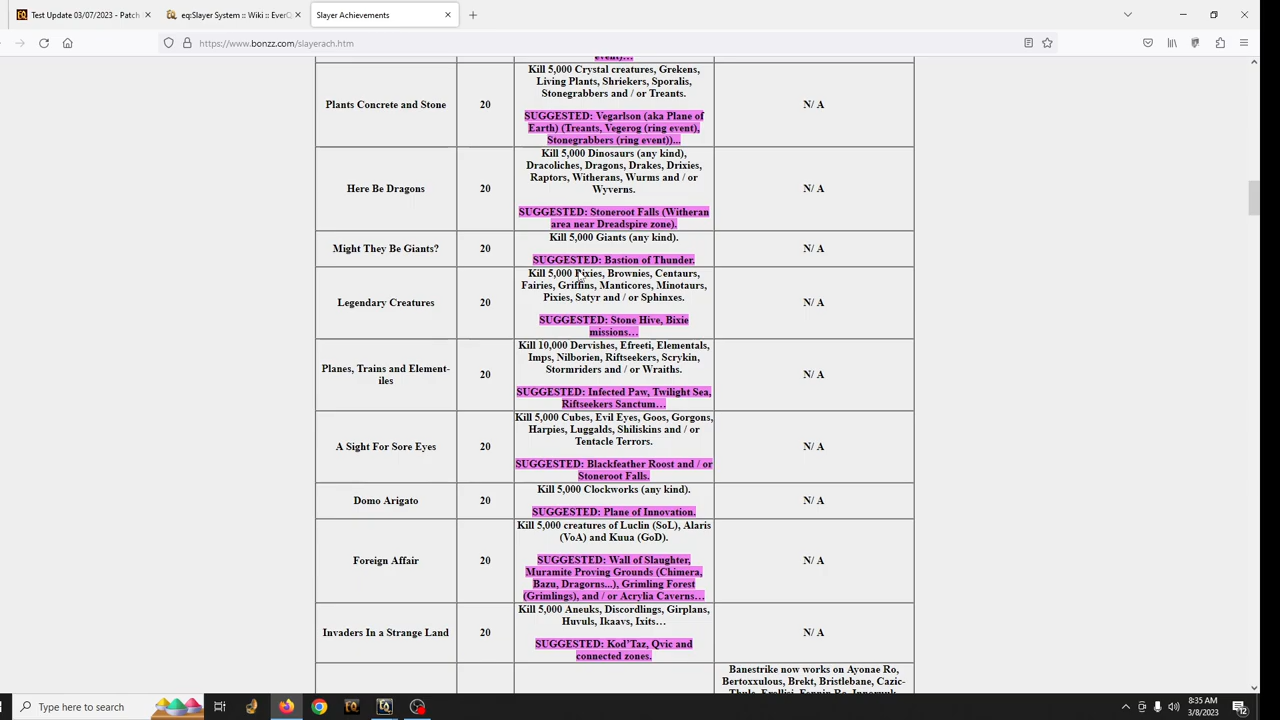 Test Update 03/07/2023 - Patch
eq:Slayer System :: Wiki :: EverQ
Slayer Achievements
https://www.bonzz.com/slayerach.htm
event)…
Plants Concrete and Stone
20
Kill 5,000 Crystal creatures, Grekens,
Living Plants, Shriekers, Sporalis,
Stonegrabbers and / or Treants.
SUGGESTED: Vegarlson (aka Plane of
Earth) (Treants, Vegerog (ring event),
Stonegrabbers (ring event))...
N/ A
Here Be Dragons
20
Kill 5,000 Dinosaurs (any kind),
Dracoliches, Dragons, Drakes, Drixies,
Raptors, Witherans, Wurms and / or
Wyverns.
SUGGESTED: Stoneroot Falls (Witheran
area near Dreadspire zone).
N/ A
Might They Be Giants?
20
Kill 5,000 Giants (any kind).
SUGGESTED: Bastion of Thunder.
N/ A
Legendary Creatures
20
Kill 5,000 Pixies, Brownies, Centaurs,
Fairies, Griffins, Manticores, Minotaurs,
Pixies, Satyr and / or Sphinxes.
SUGGESTED: Stone Hive, Bixie
missions…
N/ A
Planes, Trains and Element-
iles
20
Kill 10,000 Dervishes, Efreeti, Elementals,
Imps, Nilborien, Riftseekers, Scrykin,
Stormriders and / or Wraiths.
SUGGESTED: Infected Paw, Twilight Sea,
Riftseekers Sanctum…
N/ A
A Sight For Sore Eyes
20
Kill 5,000 Cubes, Evil Eyes, Goos, Gorgons,
Harpies, Luggalds, Shiliskins and / or
Tentacle Terrors.
SUGGESTED: Blackfeather Roost and / or
Stoneroot Falls.
N/ A
Domo Arigato
20
Kill 5,000 Clockworks (any kind).
SUGGESTED: Plane of Innovation.
N/ A
Foreign Affair
20
Kill 5,000 creatures of Luclin (SoL), Alaris
(VoA) and Kuua (GoD).
SUGGESTED: Wall of Slaughter,
Muramite Proving Grounds (Chimera,
Bazu, Dragorns...), Grimling Forest
(Grimlings), and / or Acrylia Caverns…
N/ A
Invaders In a Strange Land
20
Kill 5,000 Aneuks, Discordlings, Girplans,
Huvuls, Ikaavs, Ixits…
SUGGESTED: Kod'Taz, Qvic and
connected zones.
N/ A
Banestrike now works on Ayonae Ro,
Bertoxxulous, Brekt, Bristlebane, Cazic-
Type here to search
8:35 AM
3/8/2023
12